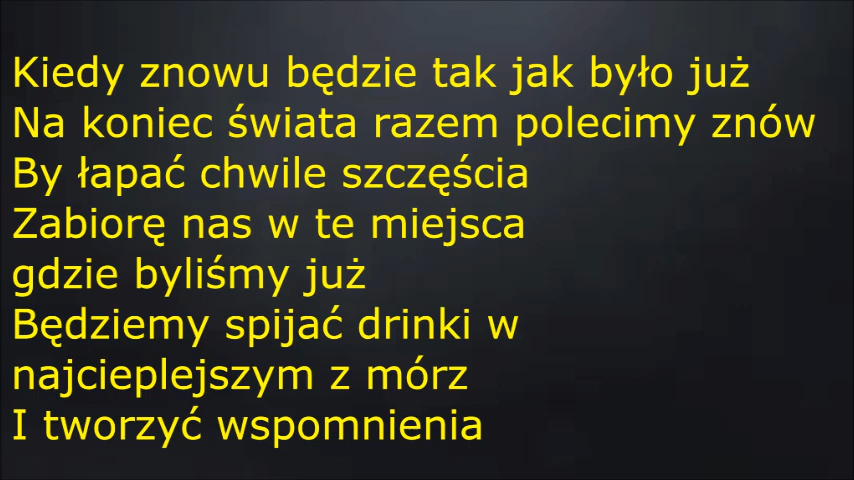 Kiedy znowu będzie tak jak było już
Na koniec świata razem polecimy znów
By łapać chwile szczęścia
Zabiorę nas w te miejsca
gdzie byliśmy już
Będziemy spijać drinki w
najcieplejszym z mórz
I tworzyć wspomnienia